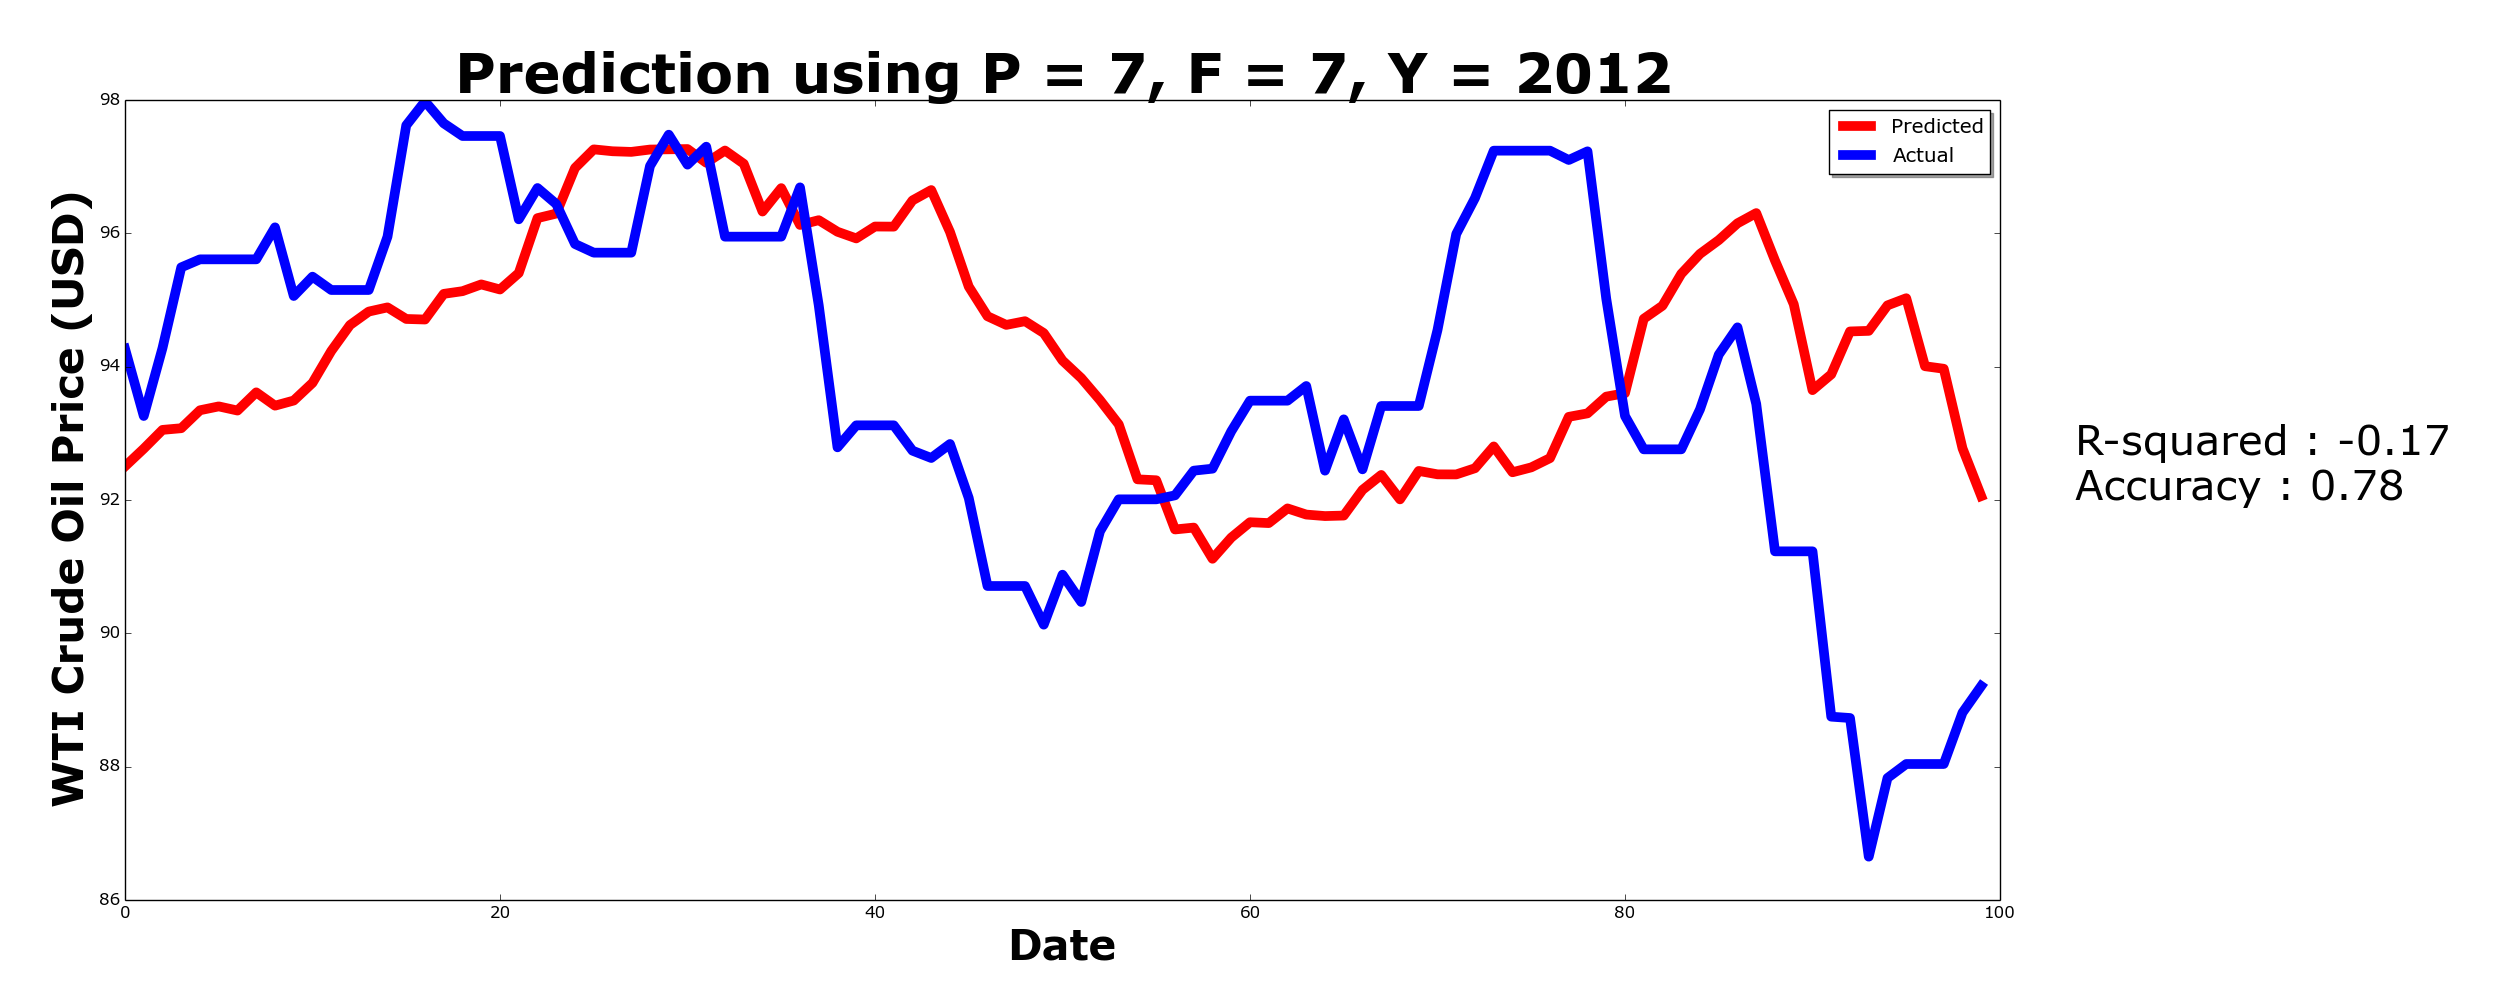 Prediction using P = 7, F = 7, Y = 2012
WTI Crude Oil Price (USD)
98
96
94
92
90
88
86
0 20 40 60 80 100
Date
Predicted
Actual
R-squared : -0.17
Accuracy : 0.78